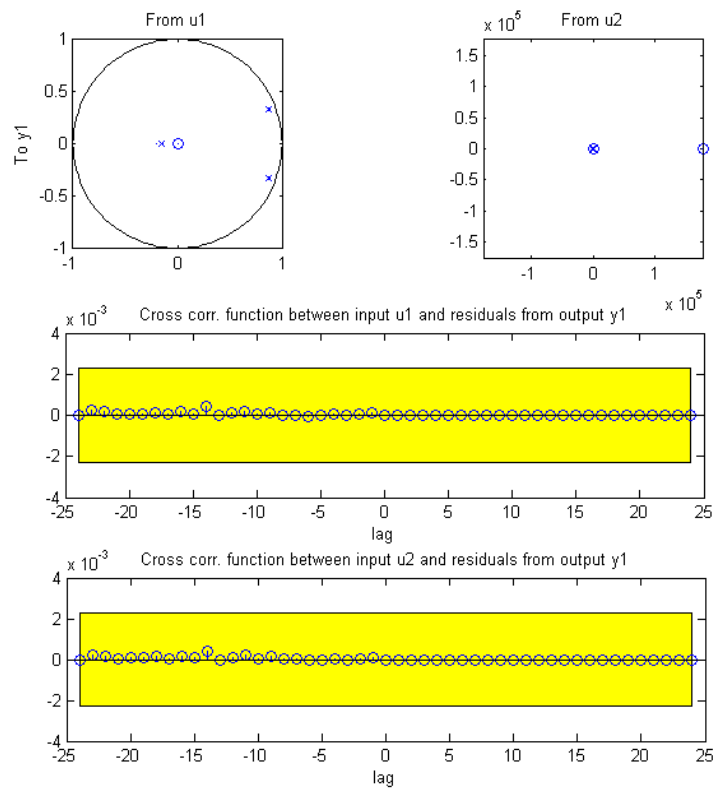 From u1
1
0.5
0
-0.5
-1
-1
0
1
To y1
x 10^5
From u2
1.5
1
0.5
0
-0.5
-1
-1.5
-1
0
1
x 10^5
x 10^-3
Cross corr. function between input u1 and residuals from output y1
4
2
0
-2
-4
-25 -20 -15 -10 -5 0 5 10 15 20 25
lag
x 10^-3
Cross corr. function between input u2 and residuals from output y1
4
2
0
-2
-4
-25 -20 -15 -10 -5 0 5 10 15 20 25
lag